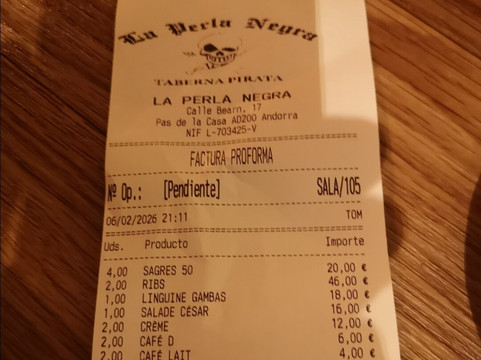 La Perla Negra
TABERNA PIRATA
LA PERLA NEGRA
Calle Bearn, 17
Pas de la Casa AD200 Andorra
NIF L-703425-V
FACTURA PROFORMA
Nº Op.: [Pendiente] SALA/105
06/02/2026 21:11 TOM
Uds. Producto Importe
4,00 SAGRES 50 20,00 €
2,00 RIBS 46,00 €
1,00 LINGUINE GAMBAS 18,00 €
1,00 SALADE CÉSAR 16,00 €
2,00 CRÈME 12,00 €
2,00 CAFÉ D 6,00 €
2,00 CAFÉ LAIT 4,00 €